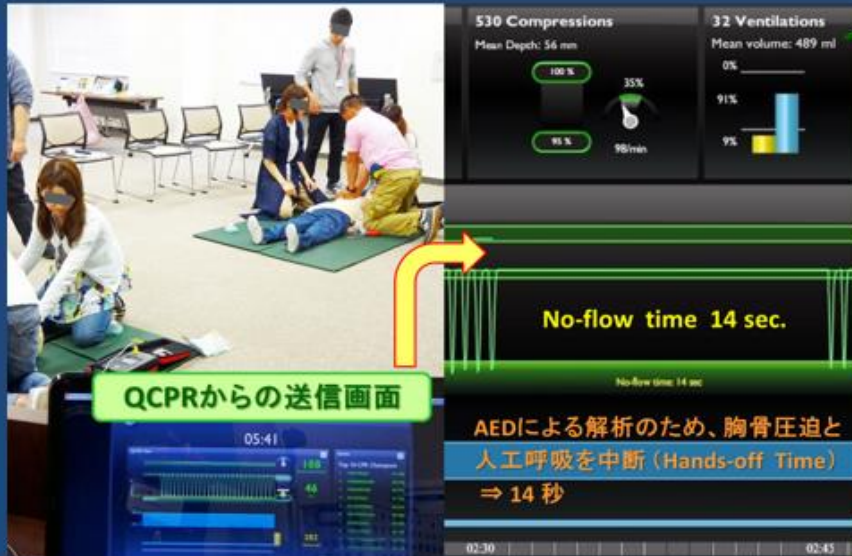 530 Compressions
Mean Depth: 56 mm
100 %
35%
95 %
98/min
32 Ventilations
Mean volume: 489 ml
0%
91%
9%
No-flow time 14 sec.
No-flow time: 14 sec
QCPRからの送信画面
05:41
108
46
AEDによる解析のため、胸骨圧迫と
人工呼吸を中断（Hands-off Time）
⇒ 14 秒
02:30
02:45